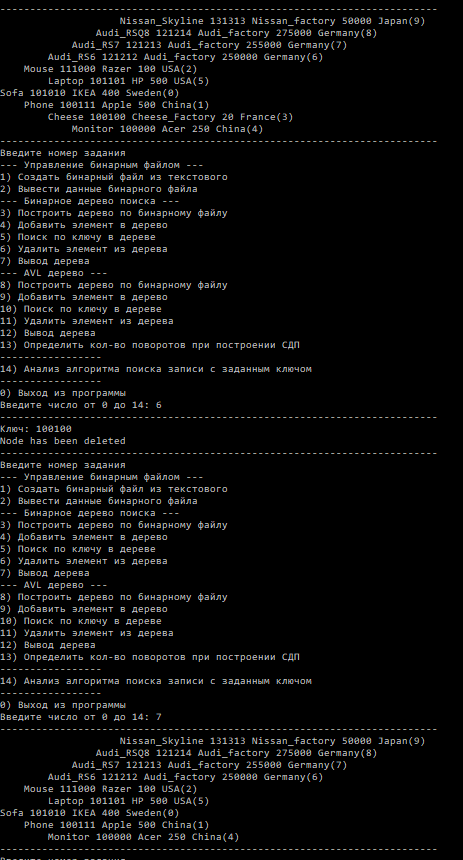 Nissan_Skyline 131313 Nissan_factory 50000 Japan(9)
Audi_RSQ8 121214 Audi_factory 275000 Germany(8)
Audi_RS7 121213 Audi_factory 255000 Germany(7)
Audi_RS6 121212 Audi_factory 250000 Germany(6)
Mouse 111000 Razer 100 USA(2)
Laptop 101101 HP 500 USA(5)
Sofa 101010 IKEA 400 Sweden(0)
Phone 100111 Apple 500 China(1)
Cheese 100100 Cheese_Factory 20 France(3)
Monitor 100000 Acer 250 China(4)
Введите номер задания
--- Управление бинарным файлом ---
1) Создать бинарный файл из текстового
2) Вывести данные бинарного файла
--- Бинарное дерево поиска ---
3) Построить дерево по бинарному файлу
4) Добавить элемент в дерево
5) Поиск по ключу в дереве
6) Удалить элемент из дерева
7) Вывод дерева
--- AVL дерево ---
8) Построить дерево по бинарному файлу
9) Добавить элемент в дерево
10) Поиск по ключу в дереве
11) Удалить элемент из дерева
12) Вывод дерева
13) Определить кол-во поворотов при построении СДП
-----------------
14) Анализ алгоритма поиска записи с заданным ключом
-----------------
0) Выход из программы
Введите число от 0 до 14: 6
Ключ: 100100
Node has been deleted
Введите номер задания
--- Управление бинарным файлом ---
1) Создать бинарный файл из текстового
2) Вывести данные бинарного файла
--- Бинарное дерево поиска ---
3) Построить дерево по бинарному файлу
4) Добавить элемент в дерево
5) Поиск по ключу в дереве
6) Удалить элемент из дерева
7) Вывод дерева
--- AVL дерево ---
8) Построить дерево по бинарному файлу
9) Добавить элемент в дерево
10) Поиск по ключу в дереве
11) Удалить элемент из дерева
12) Вывод дерева
13) Определить кол-во поворотов при построении СДП
-----------------
14) Анализ алгоритма поиска записи с заданным ключом
-----------------
0) Выход из программы
Введите число от 0 до 14: 7
Nissan_Skyline 131313 Nissan_factory 50000 Japan(9)
Audi_RSQ8 121214 Audi_factory 275000 Germany(8)
Audi_RS7 121213 Audi_factory 255000 Germany(7)
Audi_RS6 121212 Audi_factory 250000 Germany(6)
Mouse 111000 Razer 100 USA(2)
Laptop 101101 HP 500 USA(5)
Sofa 101010 IKEA 400 Sweden(0)
Phone 100111 Apple 500 China(1)
Monitor 100000 Acer 250 China(4)